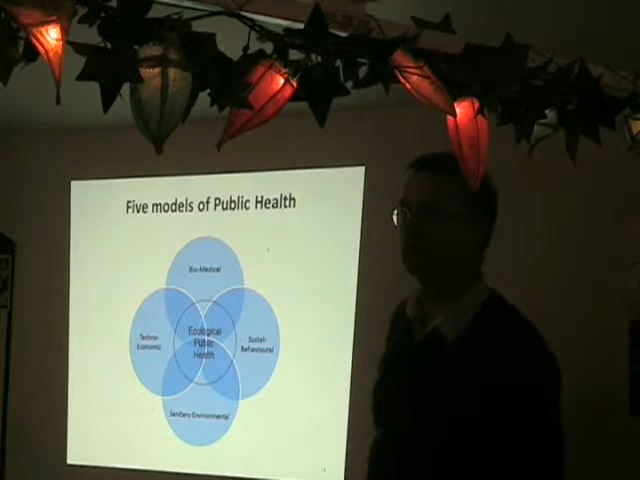 Five models of Public Health
Bio-Medical
Techno-
Economic
Ecological
Public
Health
Social-
Behavioural
Sanitary-Environmental